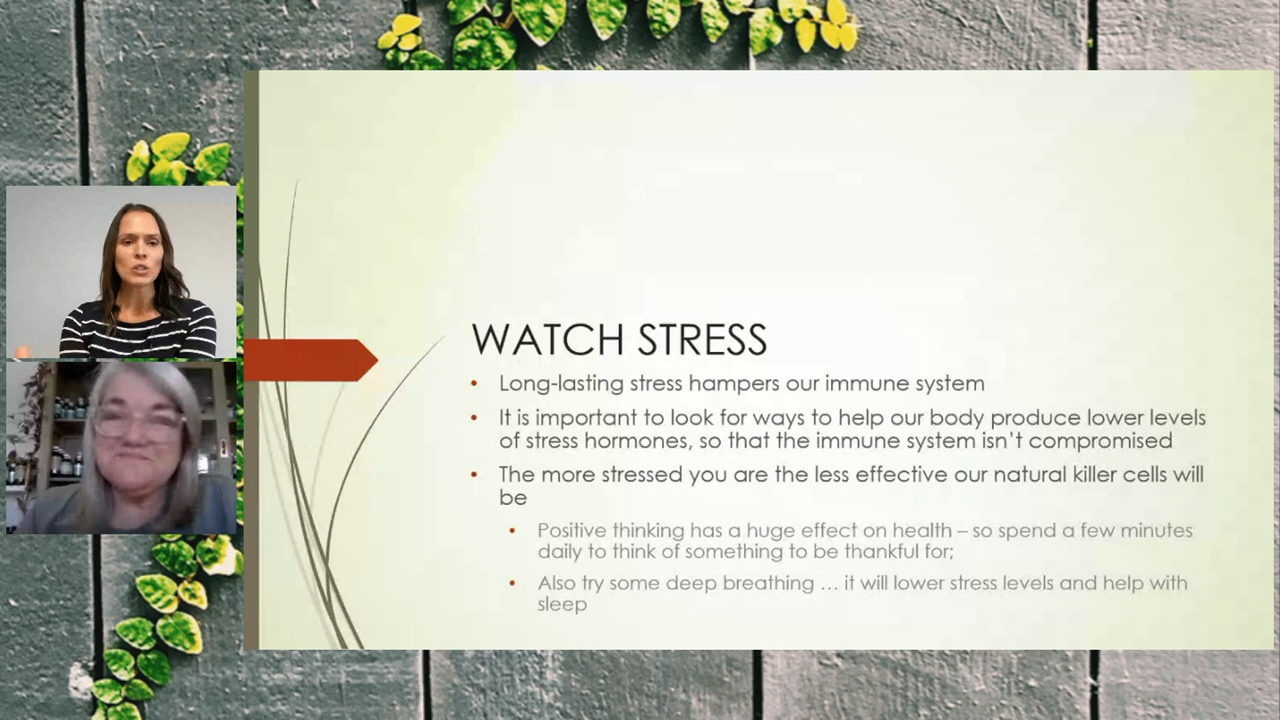 WATCH STRESS
• Long-lasting stress hampers our immune system
• It is important to look for ways to help our body produce lower levels
of stress hormones, so that the immune system isn't compromised
• The more stressed you are the less effective our natural killer cells will
be
• Positive thinking has a huge effect on health – so spend a few minutes
daily to think of something to be thankful for;
• Also try some deep breathing … it will lower stress levels and help with
sleep